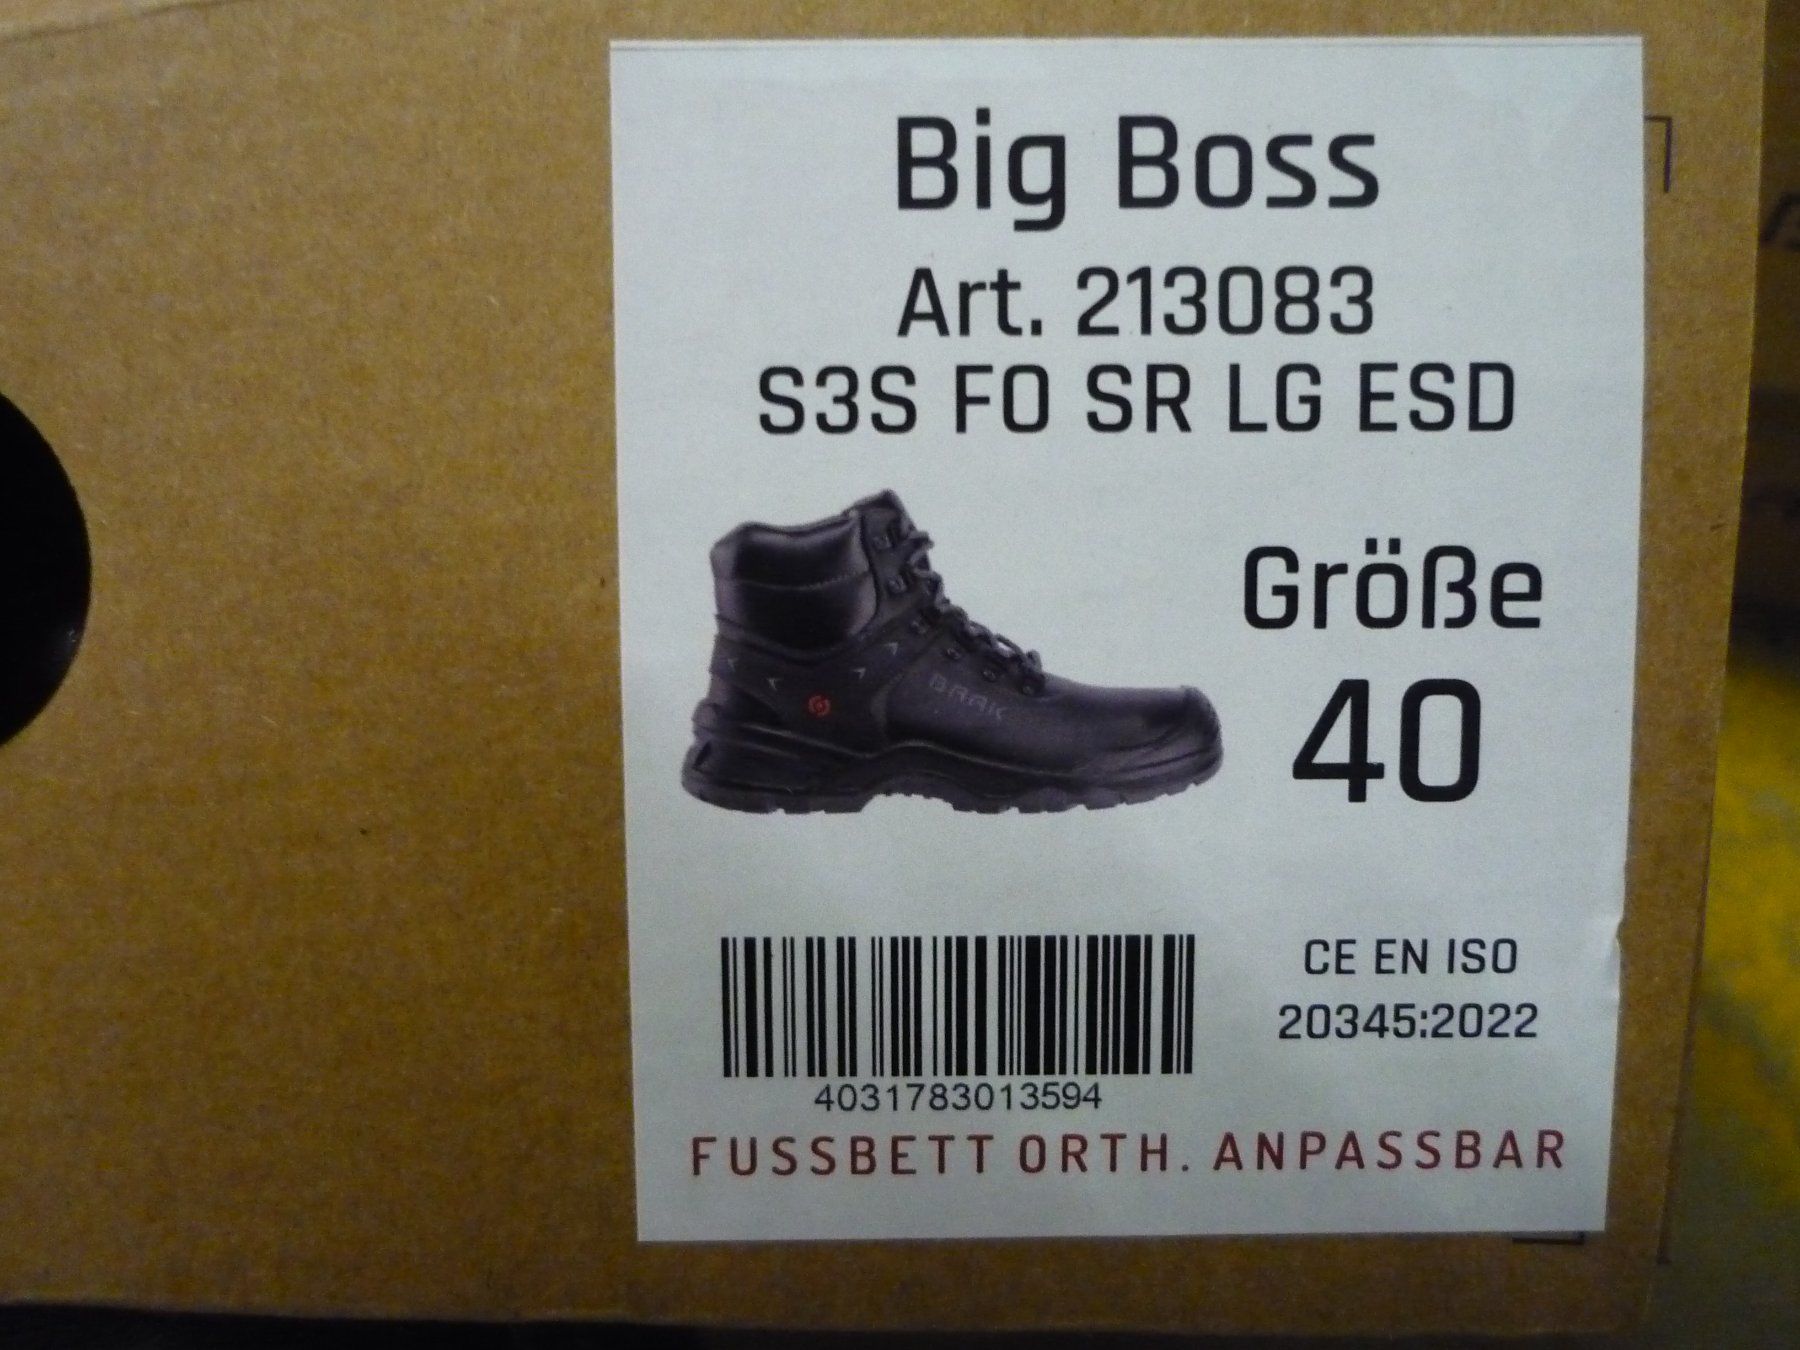 Big Boss
Art. 213083
S3S FO SR LG ESD
BAAK
Größe
40
CE EN ISO
20345:2022
4031783013594
FUSSBETT ORTH. ANPASSBAR